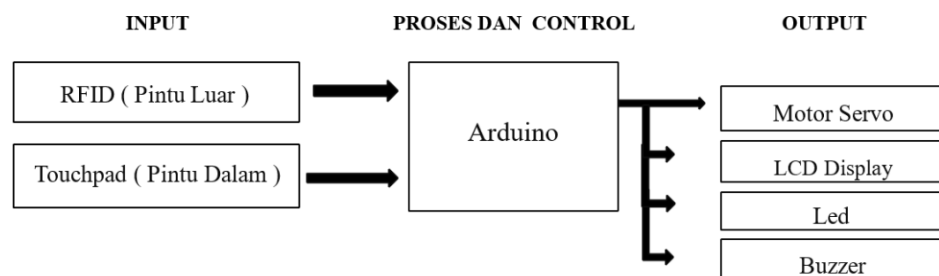 INPUT
PROSES DAN CONTROL
OUTPUT
RFID ( Pintu Luar )
Touchpad ( Pintu Dalam )
Arduino
Motor Servo
LCD Display
Led
Buzzer